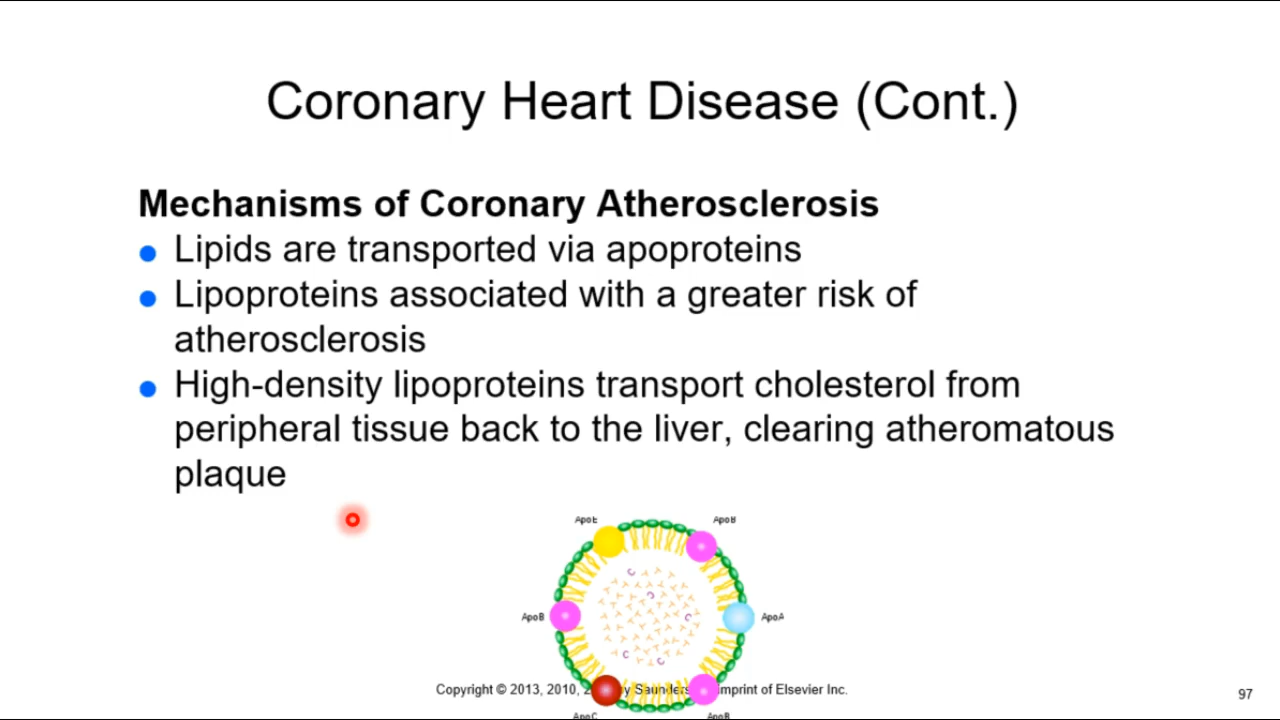 Coronary Heart Disease (Cont.)
Mechanisms of Coronary Atherosclerosis
Lipids are transported via apoproteins
Lipoproteins associated with a greater risk of
atherosclerosis
High-density lipoproteins transport cholesterol from
peripheral tissue back to the liver, clearing atheromatous
plaque
ApoE ApoB
ApoB ApoA
C
C
C
C
C
Copyright © 2013, 2010, by Saunders imprint of Elsevier Inc.
97
ApoC ApoB